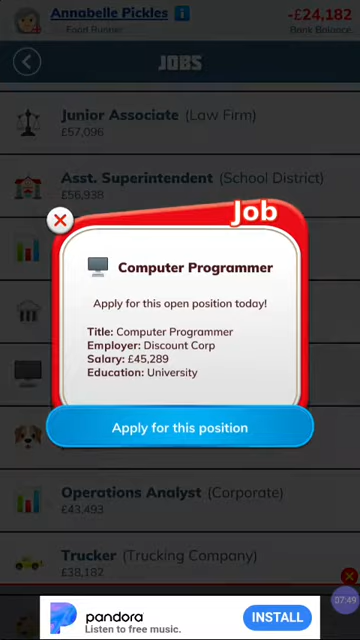 Annabelle Pickles i
Food Runner
-£24,182
Bank Balance
JOBS
Junior Associate (Law Firm)
£57,096
Asst. Superintendent (School District)
£56,938
Job
Computer Programmer
Apply for this open position today!
Title: Computer Programmer
Employer: Discount Corp
Salary: £45,289
Education: University
Apply for this position
Operations Analyst (Corporate)
£43,493
Trucker (Trucking Company)
£38,182
07:49
pandora
Listen to free music.
INSTALL